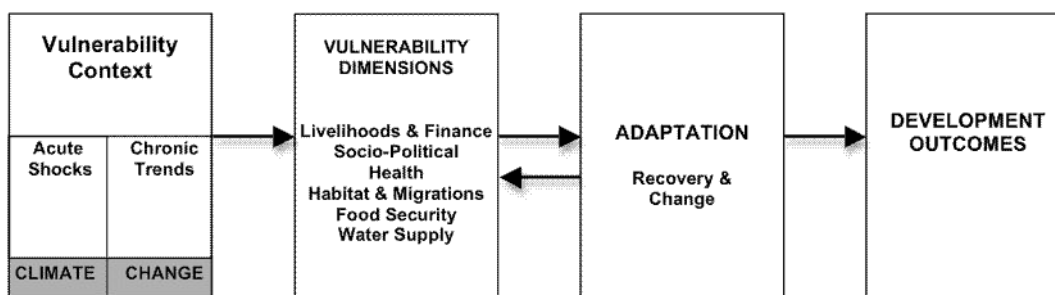 Vulnerability
Context
Acute
Shocks
Chronic
Trends
CLIMATE
CHANGE
VULNERABILITY
DIMENSIONS
Livelihoods & Finance
Socio-Political
Health
Habitat & Migrations
Food Security
Water Supply
ADAPTATION
Recovery &
Change
DEVELOPMENT
OUTCOMES